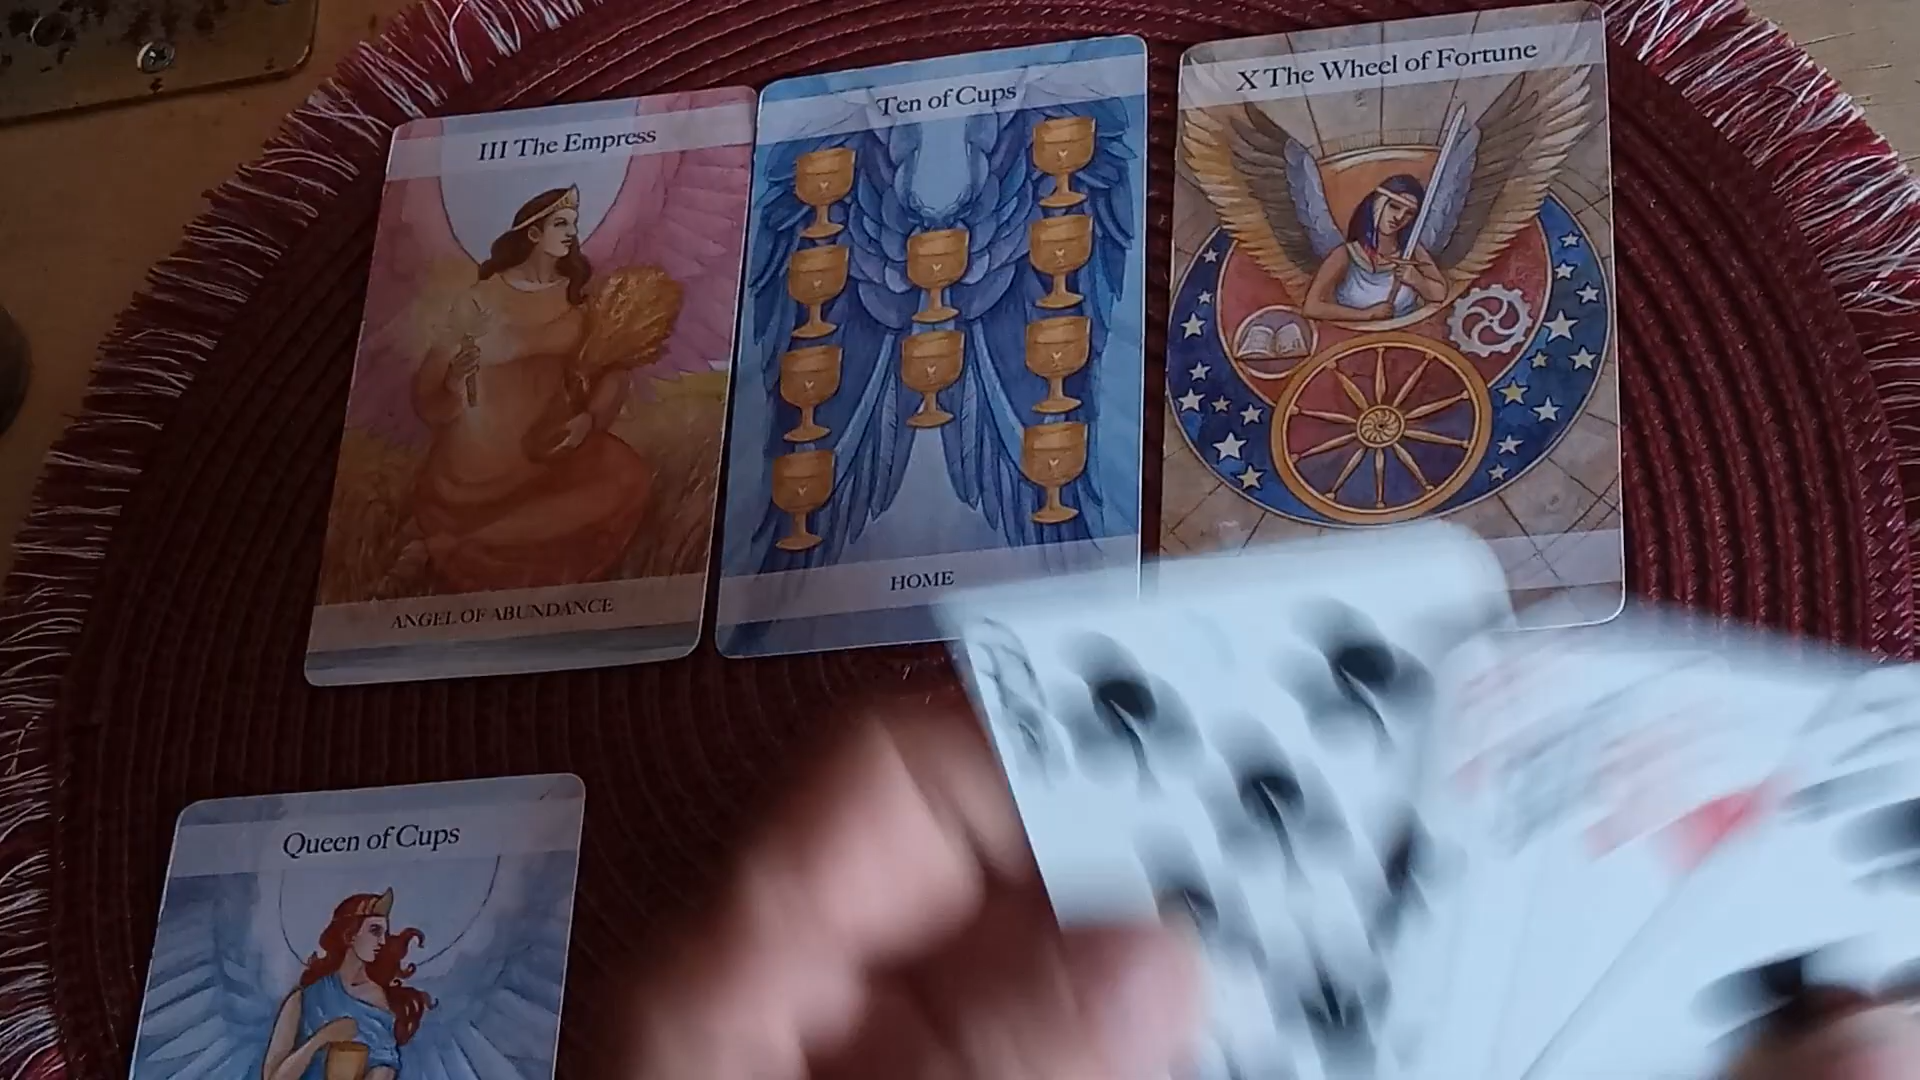 III The Empress
ANGEL OF ABUNDANCE
Ten of Cups
HOME
X The Wheel of Fortune
Queen of Cups